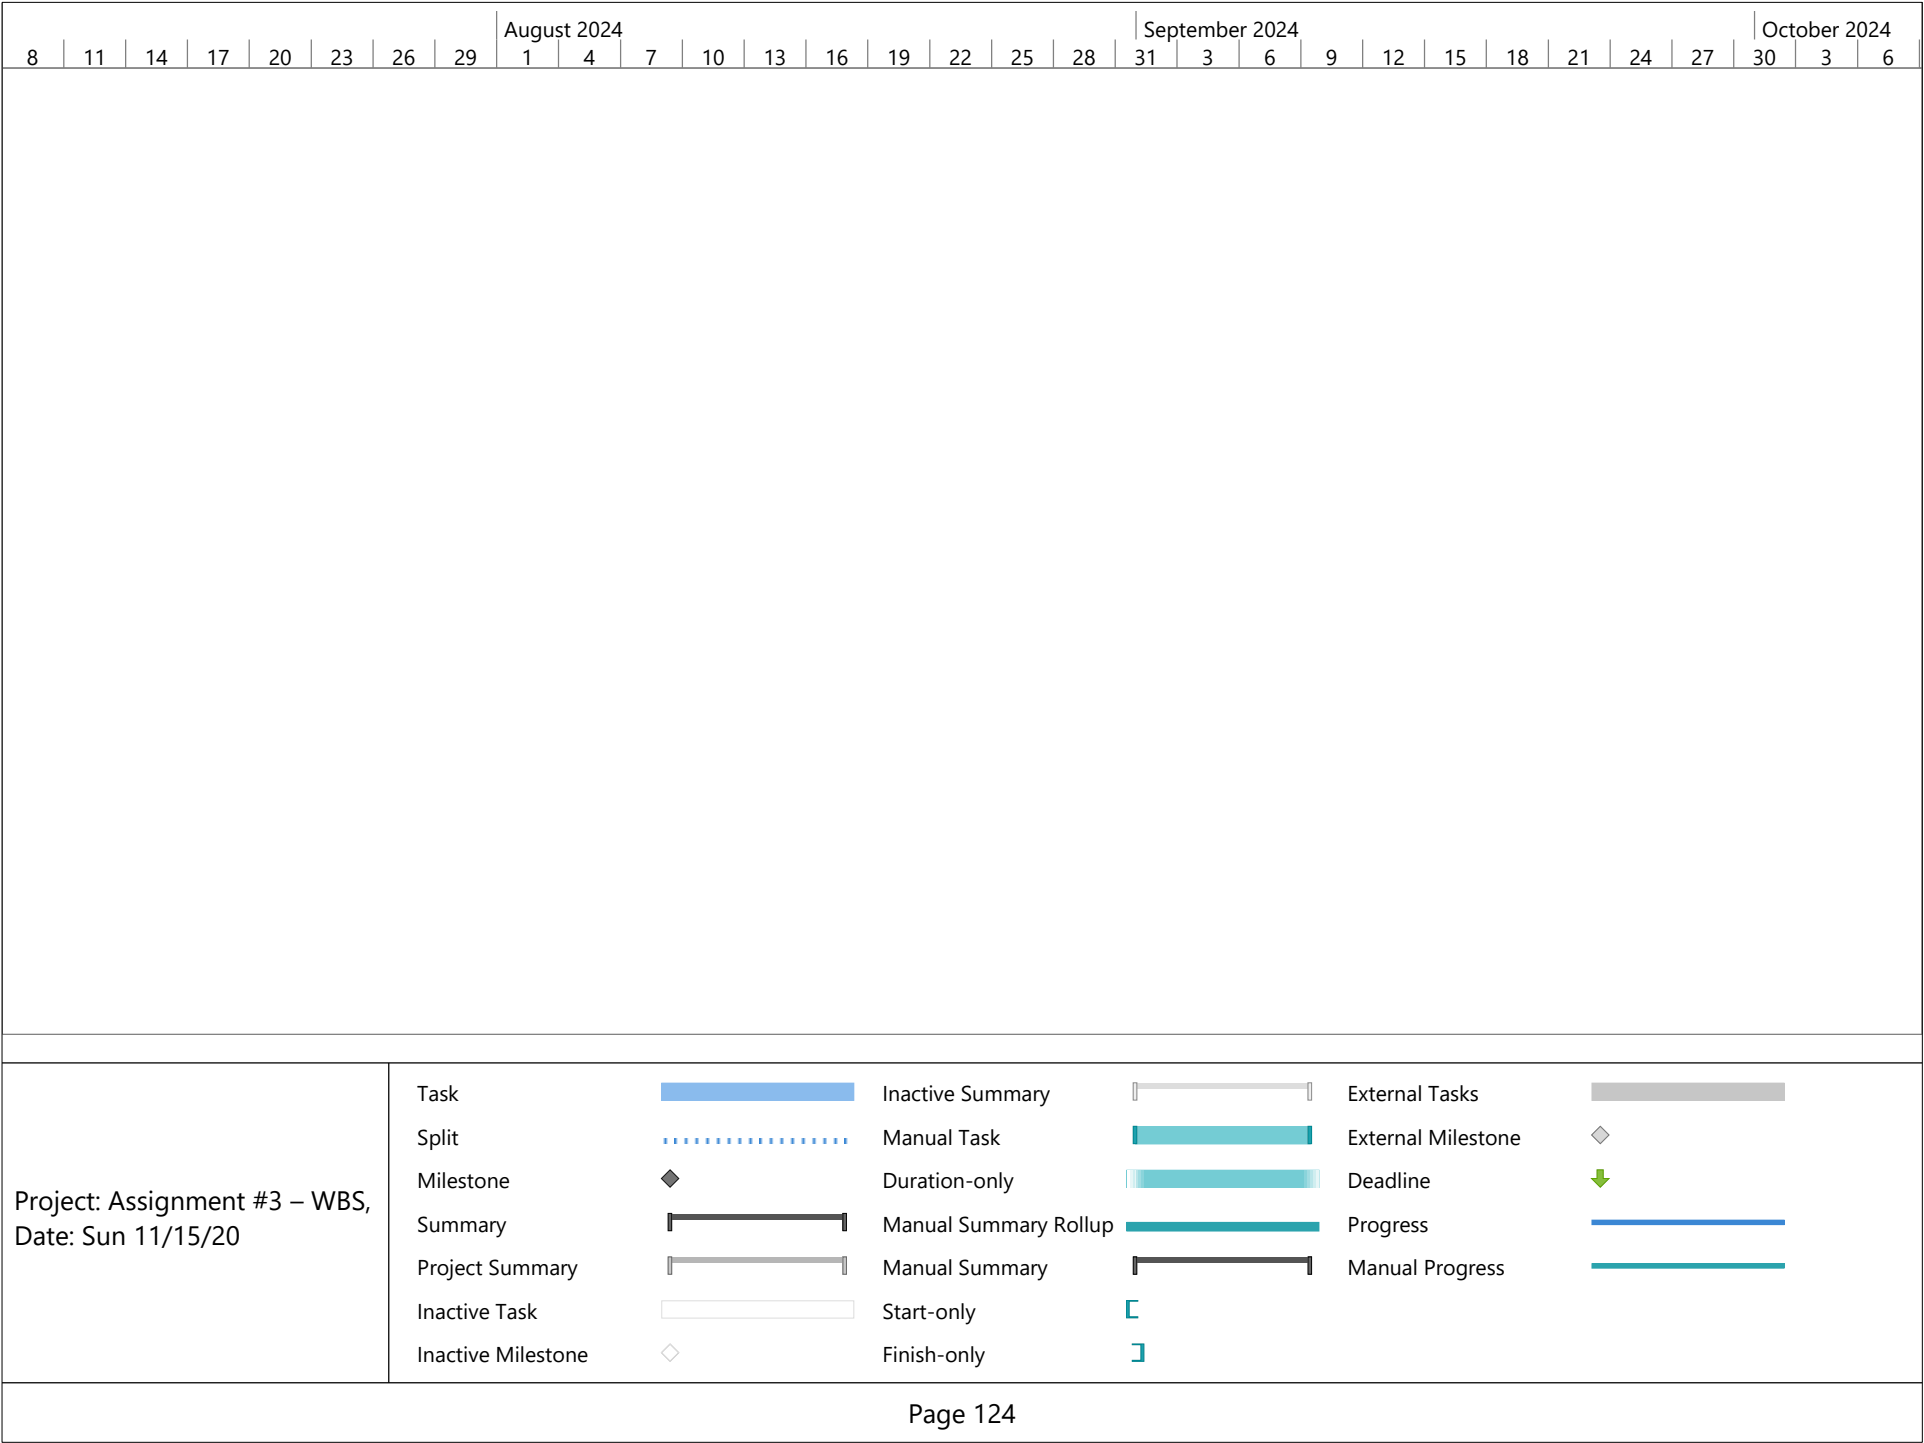 August 2024 September 2024 October 2024
8 11 14 17 20 23 26 29 1 4 7 10 13 16 19 22 25 28 31 3 6 9 12 15 18 21 24 27 30 3 6
Project: Assignment #3 – WBS,
Date: Sun 11/15/20
Task
Split
Milestone
Summary
Project Summary
Inactive Task
Inactive Milestone
Inactive Summary
Manual Task
Duration-only
Manual Summary Rollup
Manual Summary
Start-only
Finish-only
External Tasks
External Milestone
Deadline
Progress
Manual Progress
Page 124